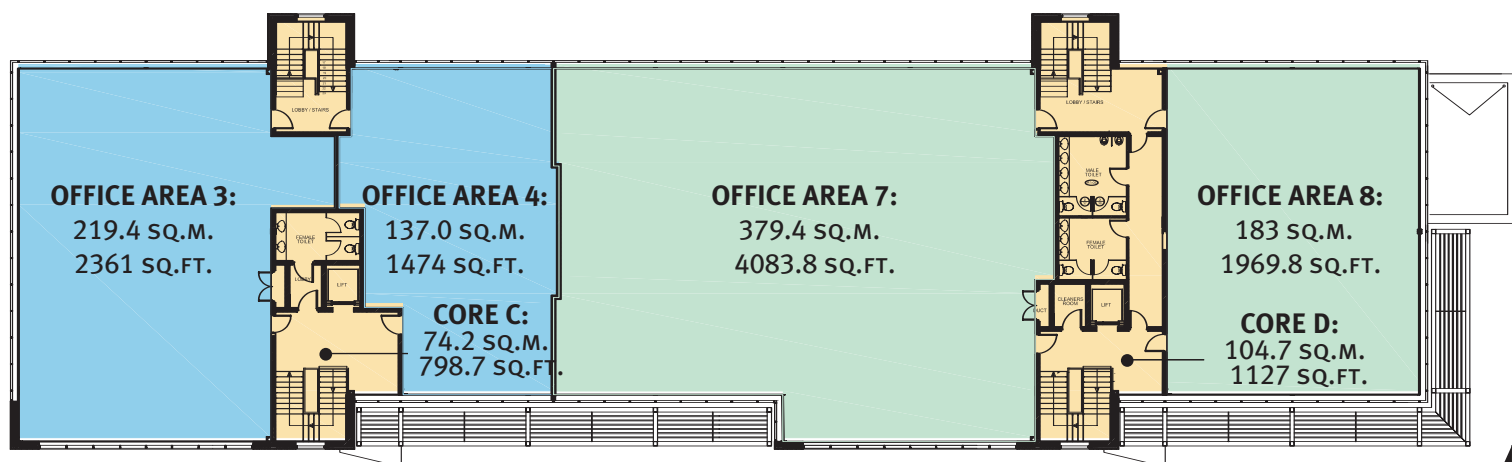 LOBBY / STAIRS
LOBBY / STAIRS
OFFICE AREA 3:
219.4 SQ.M.
2361 SQ.FT.
OFFICE AREA 4:
137.0 SQ.M.
1474 SQ.FT.
OFFICE AREA 7:
379.4 SQ.M.
4083.8 SQ.FT.
MALE
TOILET
OFFICE AREA 8:
183 SQ.M.
1969.8 SQ.FT.
FEMALE
TOILET
FEMALE
TOILET
LOBBY
LIFT
CORE C:
74.2 SQ.M.
798.7 SQ.FT.
DUCT
CLEANERS
ROOM
LIFT
CORE D:
104.7 SQ.M.
1127 SQ.FT.